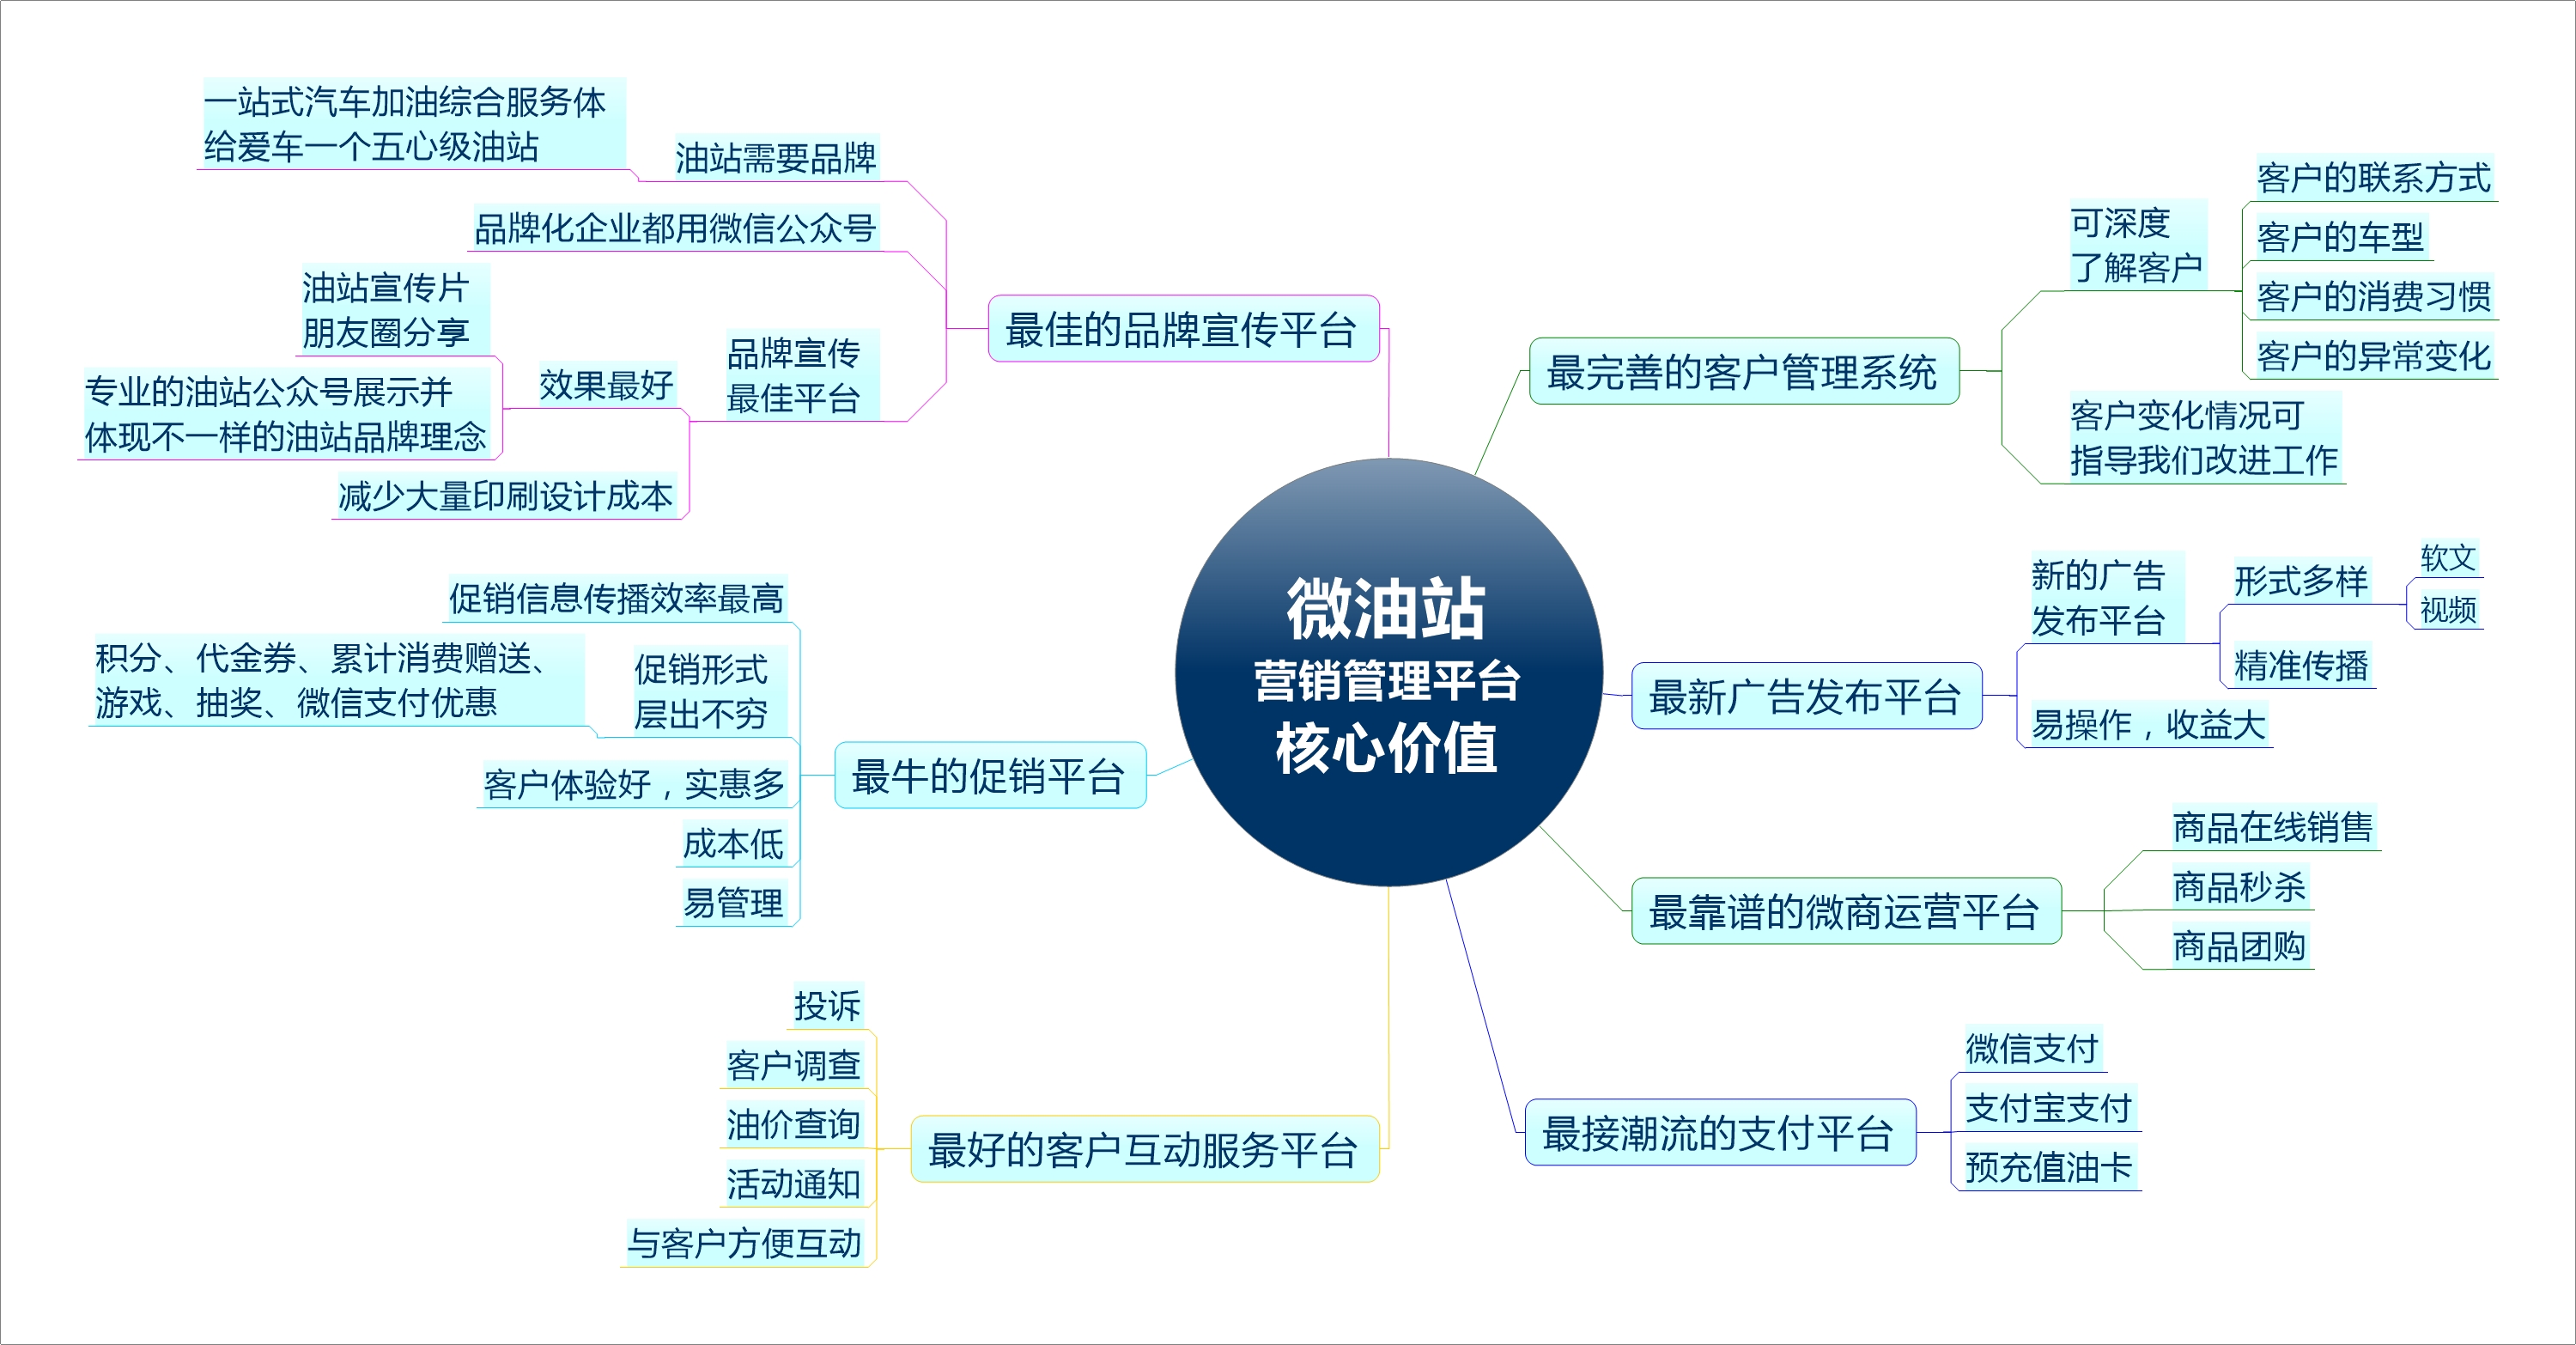 微油站
营销管理平台
核心价值
最完善的客户管理系统
可深度
了解客户
客户的联系方式
客户的车型
客户的消费习惯
客户的异常变化
客户变化情况可
指导我们改进工作
最新广告发布平台
新的广告
发布平台
形式多样
软文
视频
精准传播
易操作，收益大
最靠谱的微商运营平台
商品在线销售
商品秒杀
商品团购
最接潮流的支付平台
微信支付
支付宝支付
预充值油卡
最佳的品牌宣传平台
油站需要品牌
一站式汽车加油综合服务体
给爱车一个五心级油站
品牌化企业都用微信公众号
品牌宣传
最佳平台
效果最好
油站宣传片
朋友圈分享
专业的油站公众号展示并
体现不一样的油站品牌理念
减少大量印刷设计成本
最牛的促销平台
促销信息传播效率最高
促销形式
层出不穷
积分、代金券、累计消费赠送、
游戏、抽奖、微信支付优惠
客户体验好，实惠多
成本低
易管理
最好的客户互动服务平台
投诉
客户调查
油价查询
活动通知
与客户方便互动